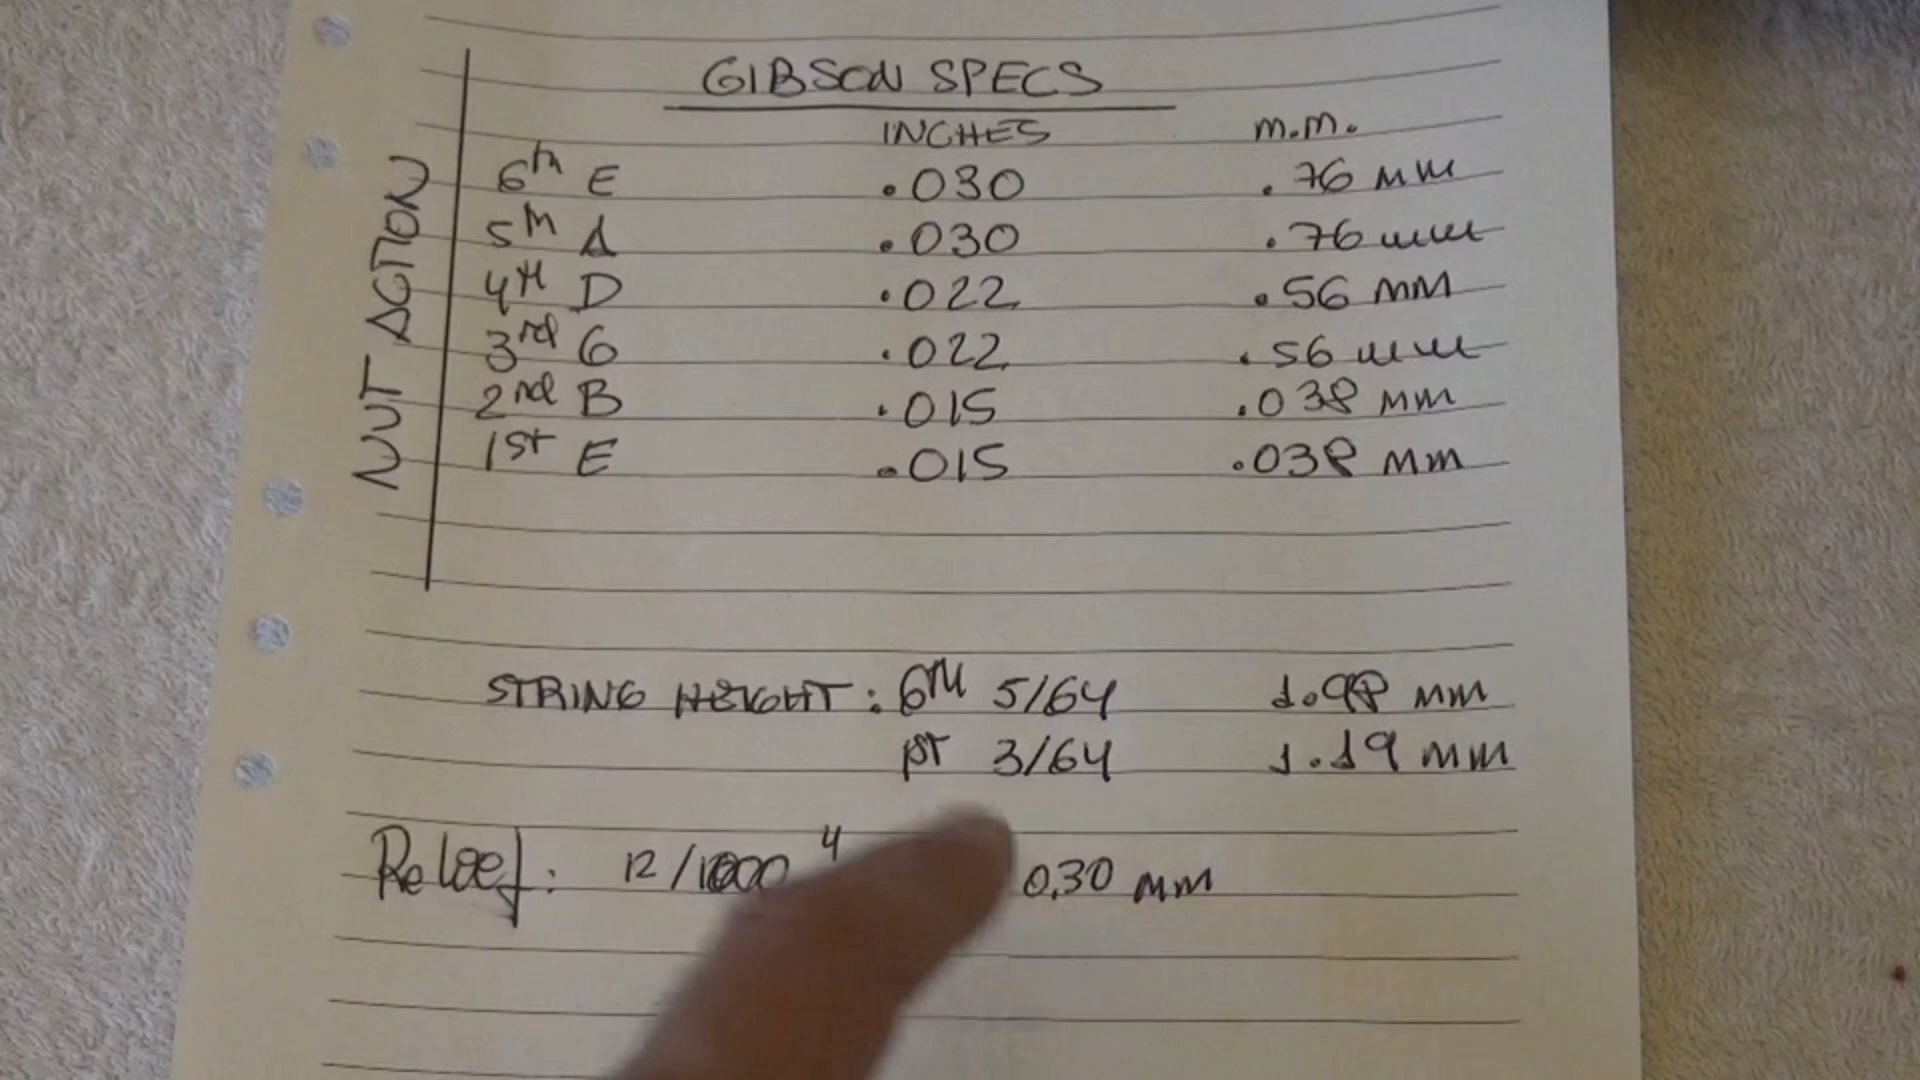 GIBSON SPECS
INCHES m.m.
NUT ACTION
6th E .030 .76 mm
5th A .030 .76 mm
4th D .022 .56 mm
3rd G .022 .56 mm
2nd B .015 .038 mm
1st E .015 .038 mm
STRING HEIGHT: 6th 5/64 1.98 mm
1st 3/64 1.19 mm
Relief: 12/1000 0,30 mm